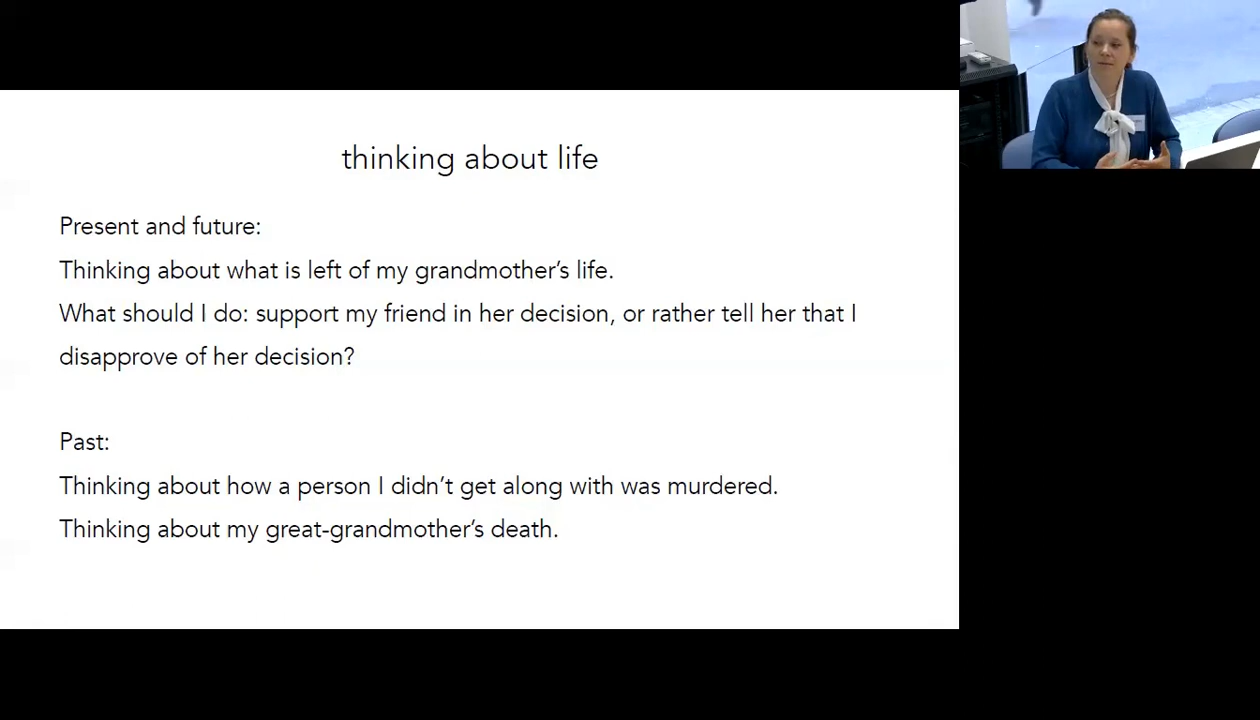 thinking about life
Present and future:
Thinking about what is left of my grandmother’s life.
What should I do: support my friend in her decision, or rather tell her that I
disapprove of her decision?
Past:
Thinking about how a person I didn’t get along with was murdered.
Thinking about my great-grandmother’s death.